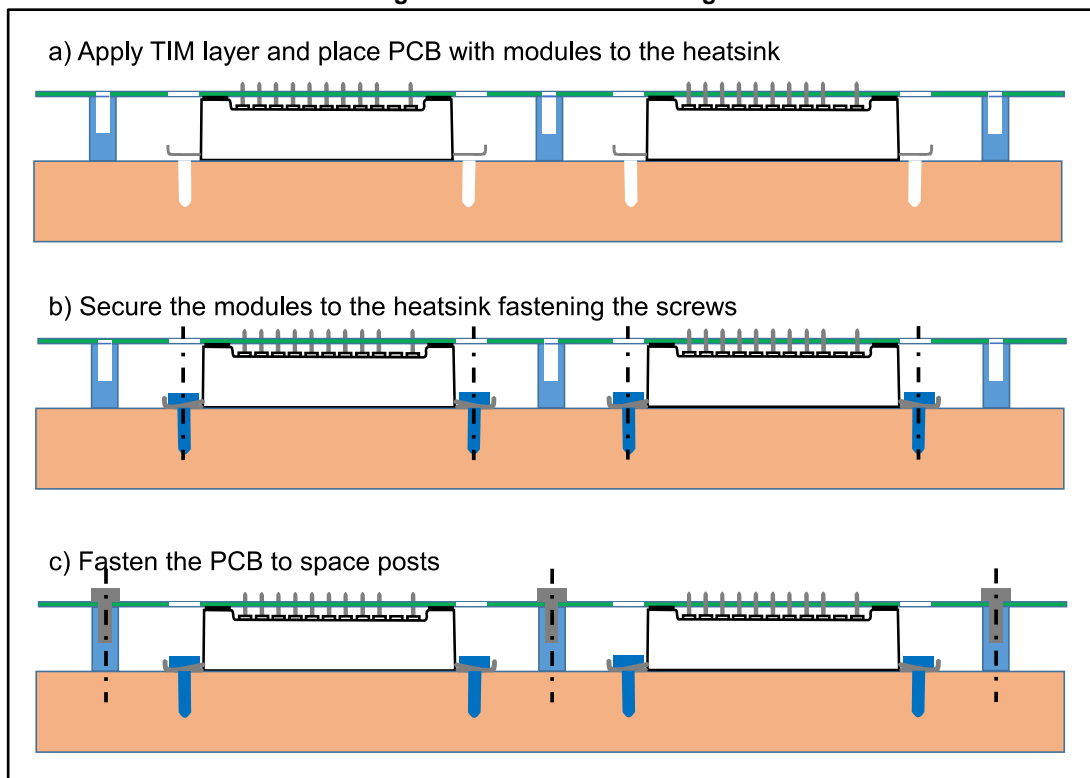 a) Apply TIM layer and place PCB with modules to the heatsink
b) Secure the modules to the heatsink fastening the screws
c) Fasten the PCB to space posts